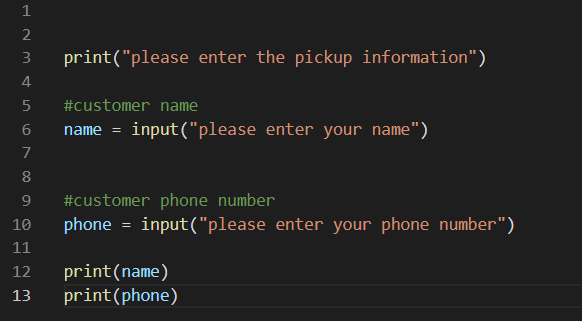 1
2
3 print("please enter the pickup information")
4
5 #customer name
6 name = input("please enter your name")
7
8
9 #customer phone number
10 phone = input("please enter your phone number")
11
12 print(name)
13 print(phone)